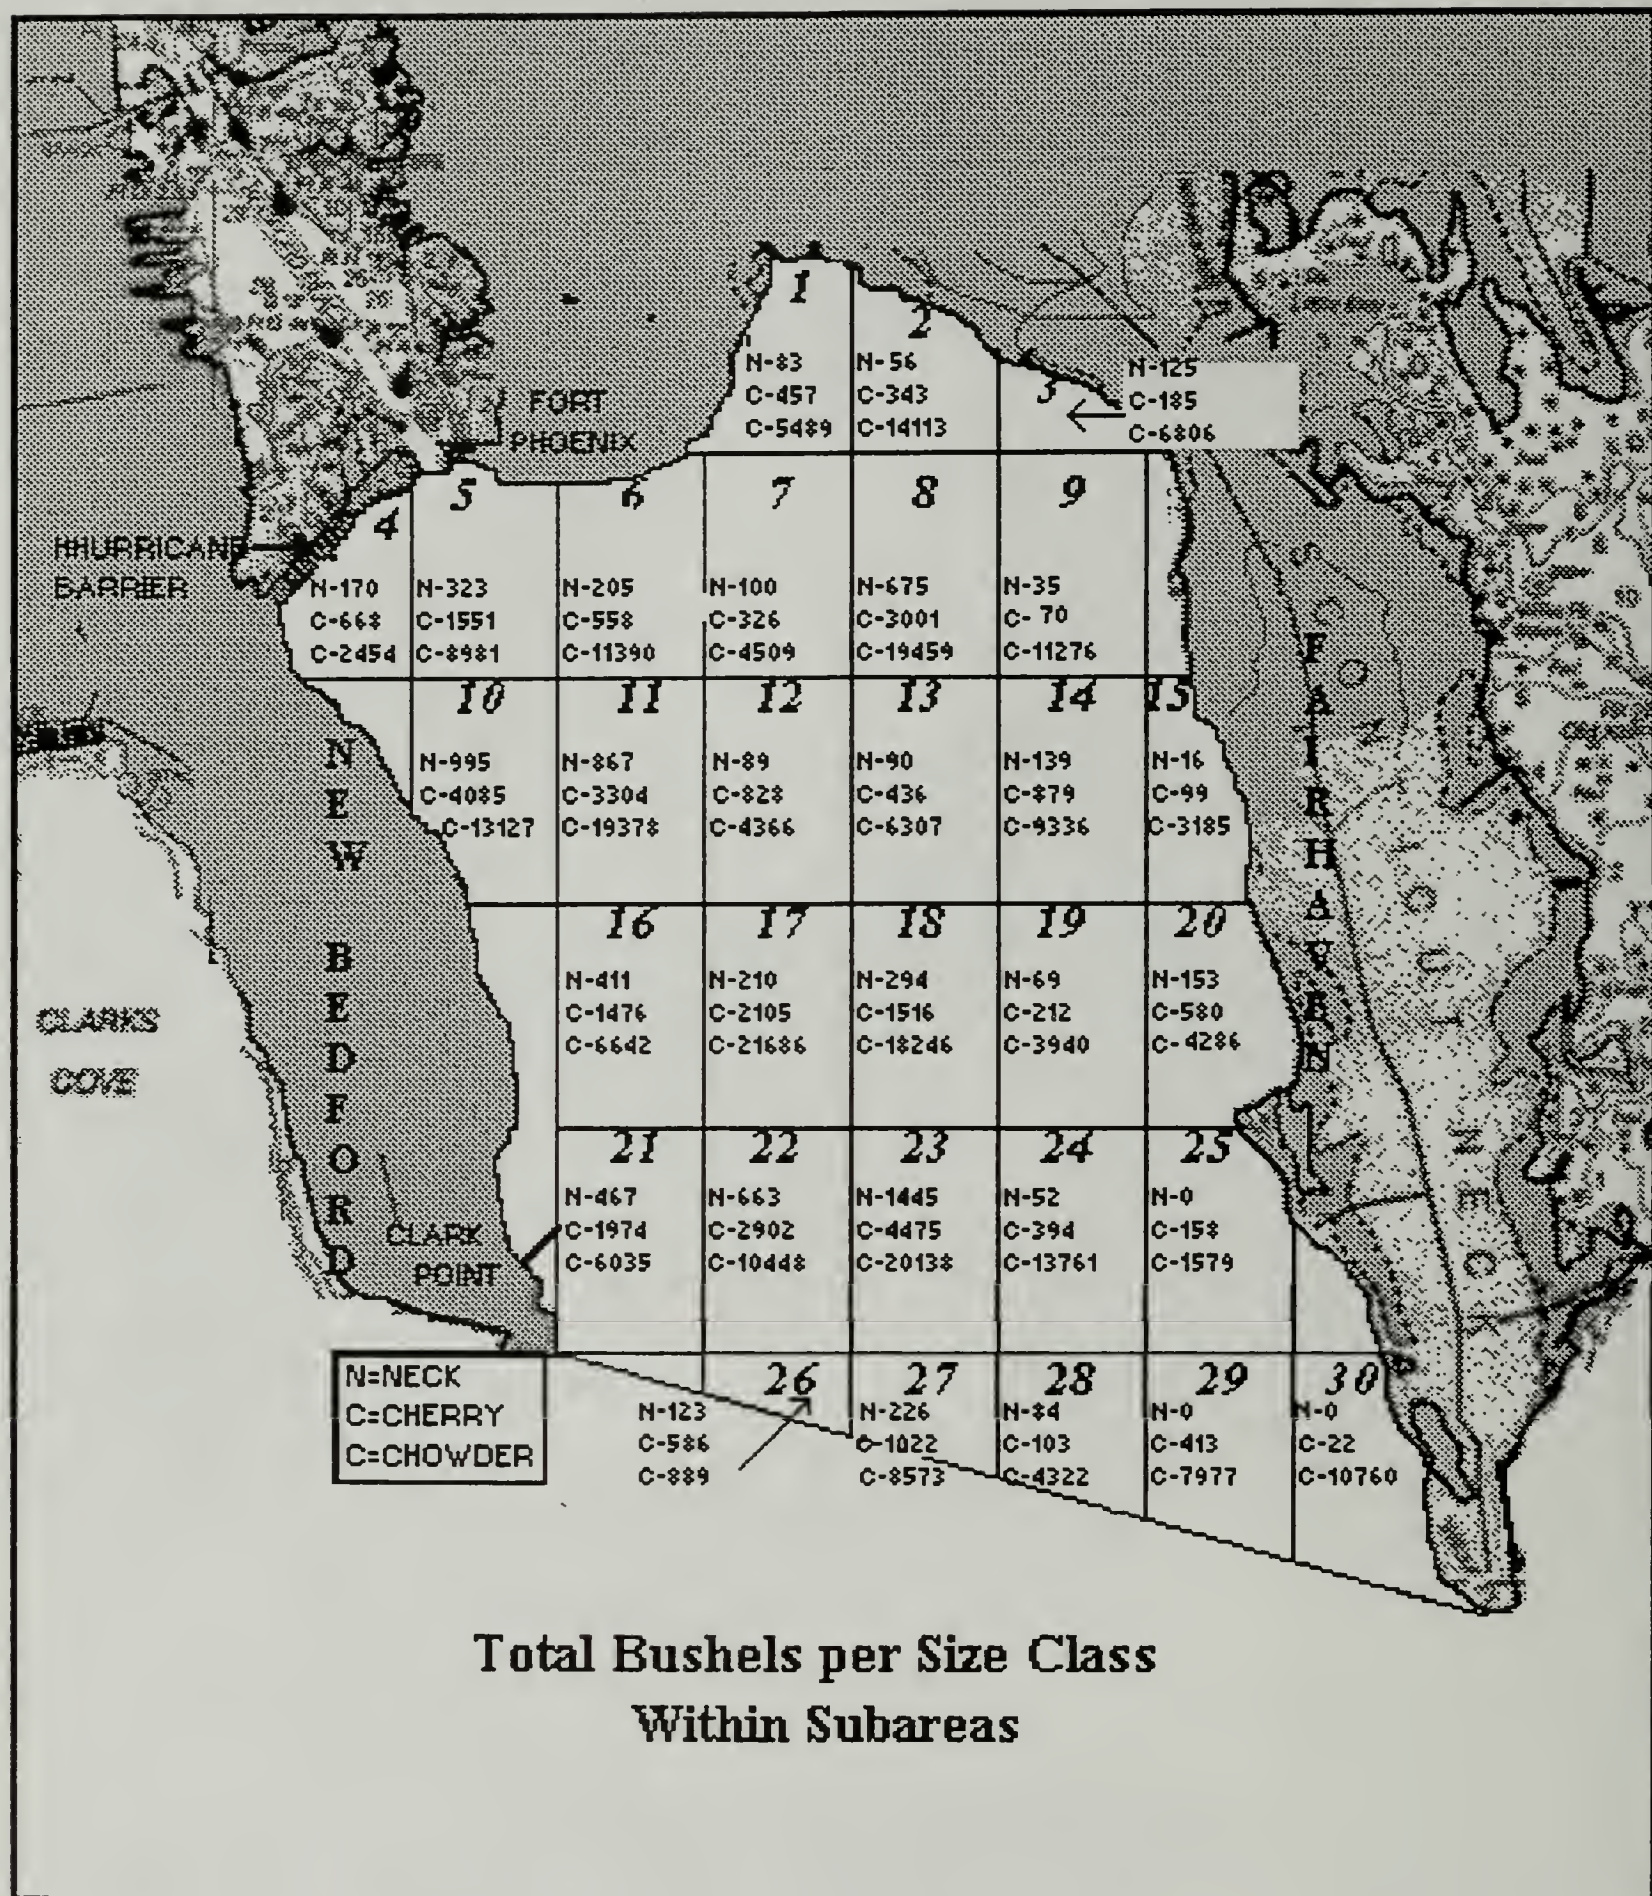 1
2
N-83
C-457
C-5489
N-56
C-343
C-14113
3
N-125
C-185
C-6806
FORT
PHOENIX
HHURRICANE
BARRIER
4
N-170
C-668
C-2454
5
N-323
C-1551
C-8981
6
N-205
C-558
C-11390
7
N-100
C-326
C-4509
8
N-675
C-3001
C-19459
9
N-35
C- 70
C-11276
10
N-995
C-4085
C-13127
11
N-867
C-3304
C-19378
12
N-89
C-828
C-4366
13
N-90
C-436
C-6307
14
N-139
C-879
C-9336
15
N-16
C-99
C-3185
16
N-411
C-1476
C-6642
17
N-210
C-2105
C-21686
18
N-294
C-1516
C-18246
19
N-69
C-212
C-3940
20
N-153
C-580
C-4286
21
N-467
C-1974
C-6035
22
N-663
C-2902
C-10448
23
N-1445
C-4475
C-20138
24
N-52
C-394
C-13761
25
N-0
C-158
C-1579
26
N-123
C-586
C-889
27
N-226
C-1022
C-8573
28
N-84
C-103
C-4322
29
N-0
C-413
C-7977
30
N-0
C-22
C-10760
NEW BEDFORD
FAIRHAVEN
SCONTICUT NECK
CLARKS
COVE
CLARK
POINT
N=NECK
C=CHERRY
C=CHOWDER
Total Bushels per Size Class
Within Subareas